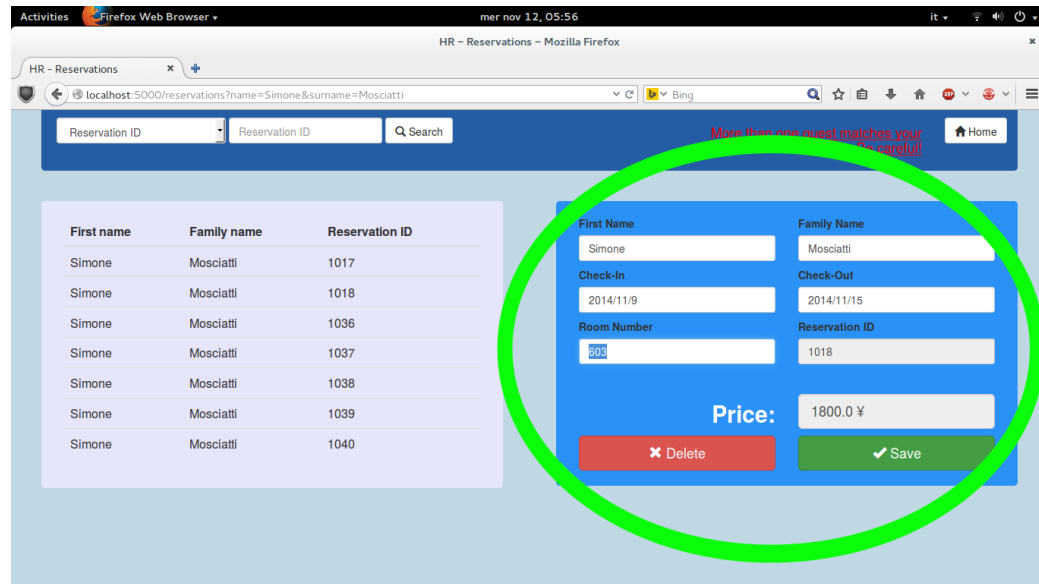 Activities Firefox Web Browser mer nov 12, 05:56 it
HR - Reservations - Mozilla Firefox
HR - Reservations
localhost:5000/reservations?name=Simone&surname=Mosciatti Bing
Reservation ID Reservation ID Search More than one guest matches your Home
careful!
First name Family name Reservation ID
Simone Mosciatti 1017
Simone Mosciatti 1018
Simone Mosciatti 1036
Simone Mosciatti 1037
Simone Mosciatti 1038
Simone Mosciatti 1039
Simone Mosciatti 1040
First Name Family Name
Simone Mosciatti
Check-In Check-Out
2014/11/9 2014/11/15
Room Number Reservation ID
603 1018
Price: 1800.0 ¥
Delete Save